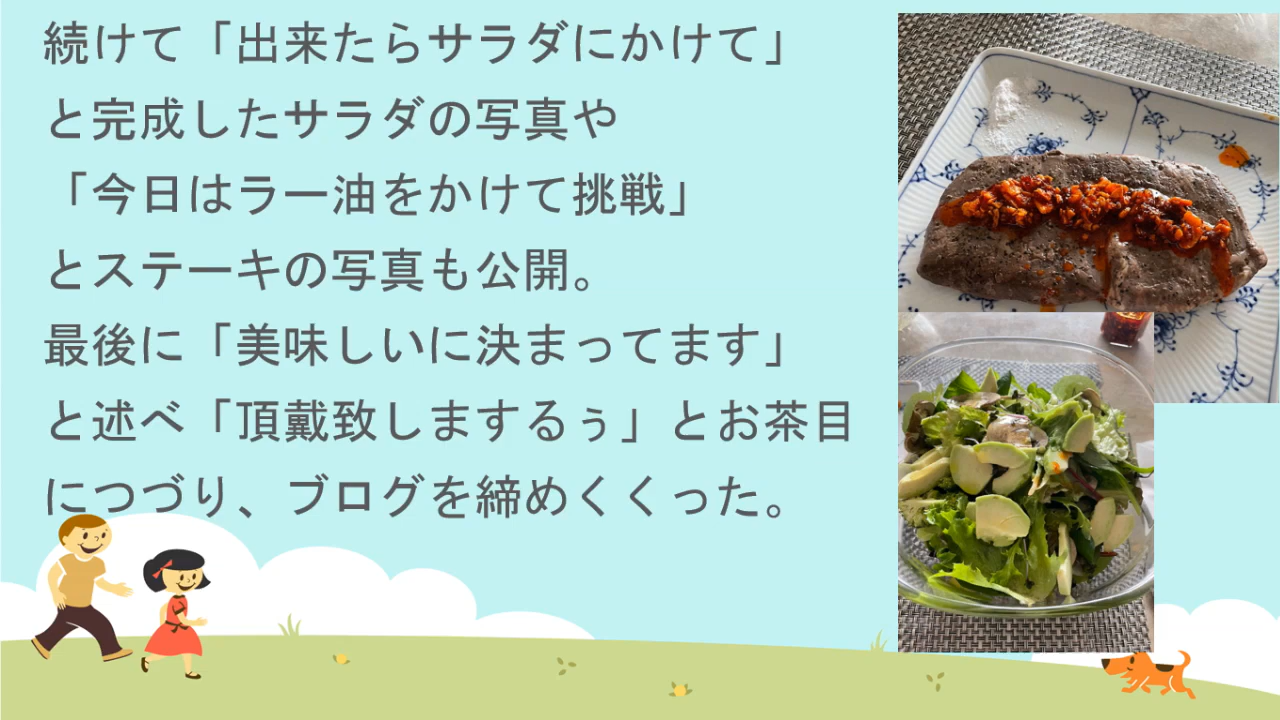 続けて「出来たらサラダにかけて」
と完成したサラダの写真や
「今日はラー油をかけて挑戦」
とステーキの写真も公開。
最後に「美味しいに決まってます」
と述べ「頂戴致しまするぅ」とお茶目
につづり、ブログを締めくくった。